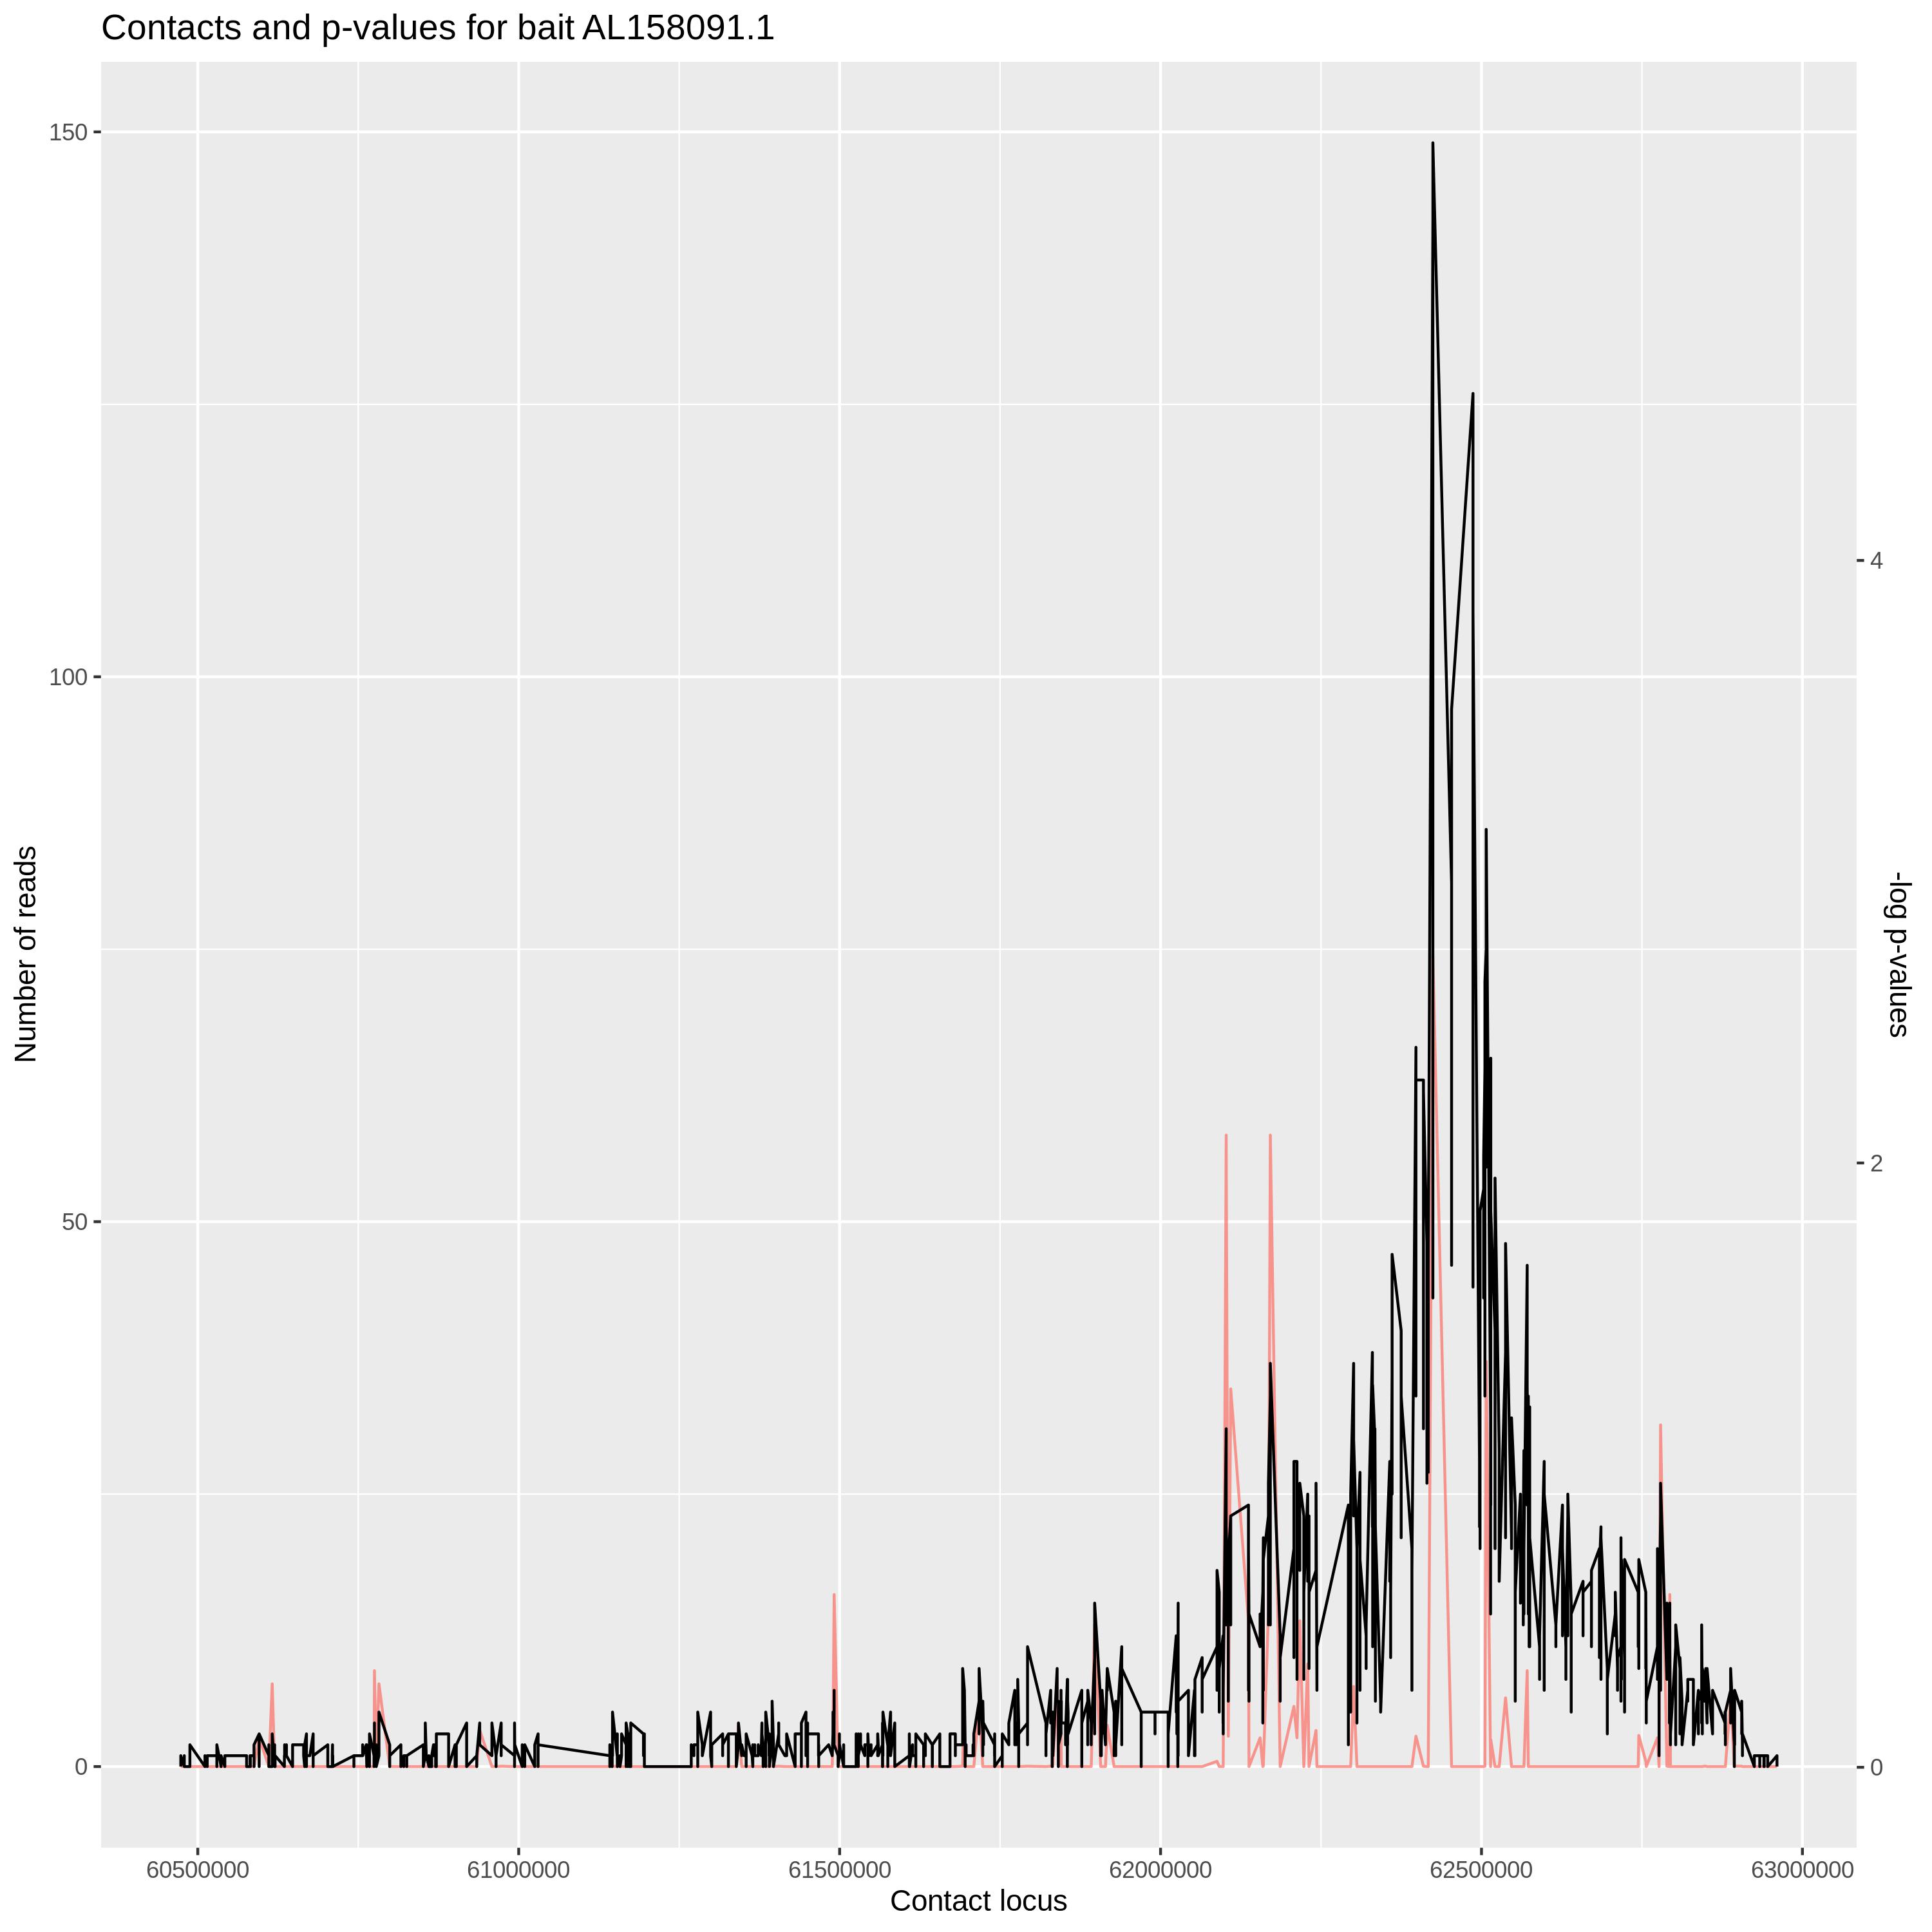 Contacts and p-values for bait AL158091.1
150
100
50
0
Number of reads
4
2
0
-log p-values
60500000 61000000 61500000 62000000 62500000 63000000
Contact locus